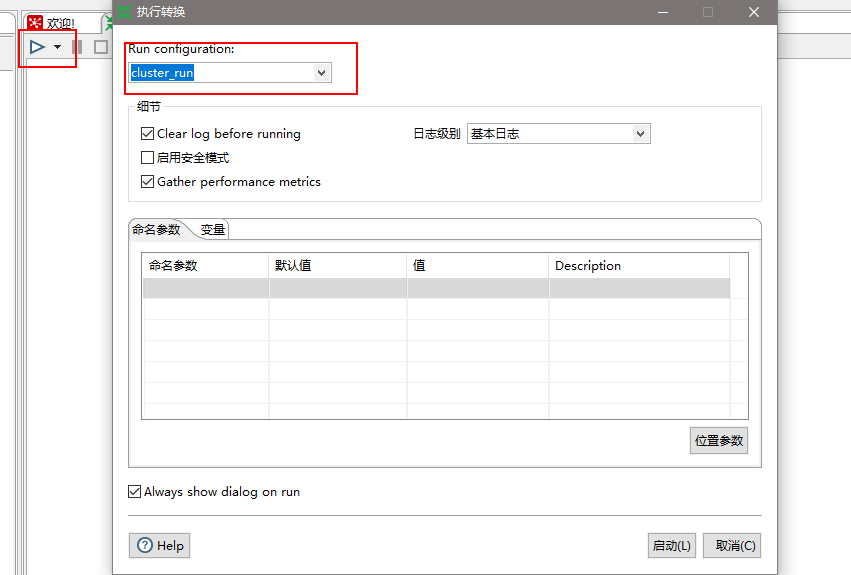 欢迎!
执行转换
Run configuration:
cluster_run
细节
Clear log before running
日志级别 基本日志
启用安全模式
Gather performance metrics
命名参数 变量
命名参数 默认值 值 Description
位置参数
Always show dialog on run
Help 启动(L) 取消(C)